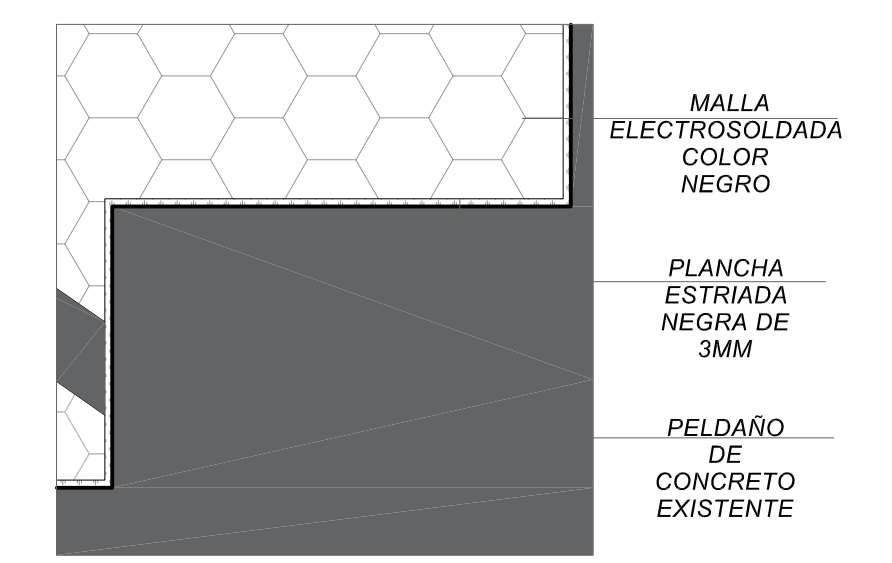 MALLA
ELECTROSOLDADA
COLOR
NEGRO
PLANCHA
ESTRIADA
NEGRA DE
3MM
PELDAÑO
DE
CONCRETO
EXISTENTE